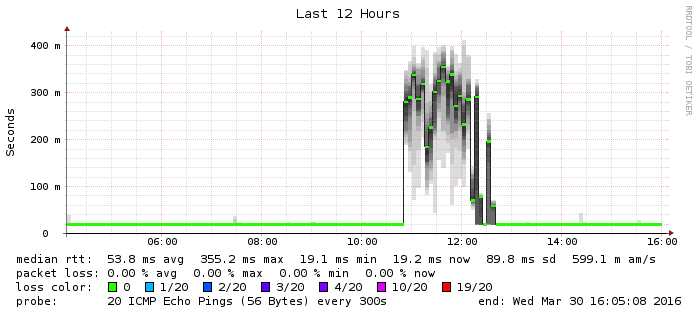 Last 12 Hours
RRDTOOL / TOBI OETIKER
Seconds
400 m
300 m
200 m
100 m
0
06:00 08:00 10:00 12:00 14:00 16:00
median rtt: 53.8 ms avg 355.2 ms max 19.1 ms min 19.2 ms now 89.8 ms sd 599.1 m am/s
packet loss: 0.00 % avg 0.00 % max 0.00 % min 0.00 % now
loss color: 0 1/20 2/20 3/20 4/20 10/20 19/20
probe: 20 ICMP Echo Pings (56 Bytes) every 300s end: Wed Mar 30 16:05:08 2016